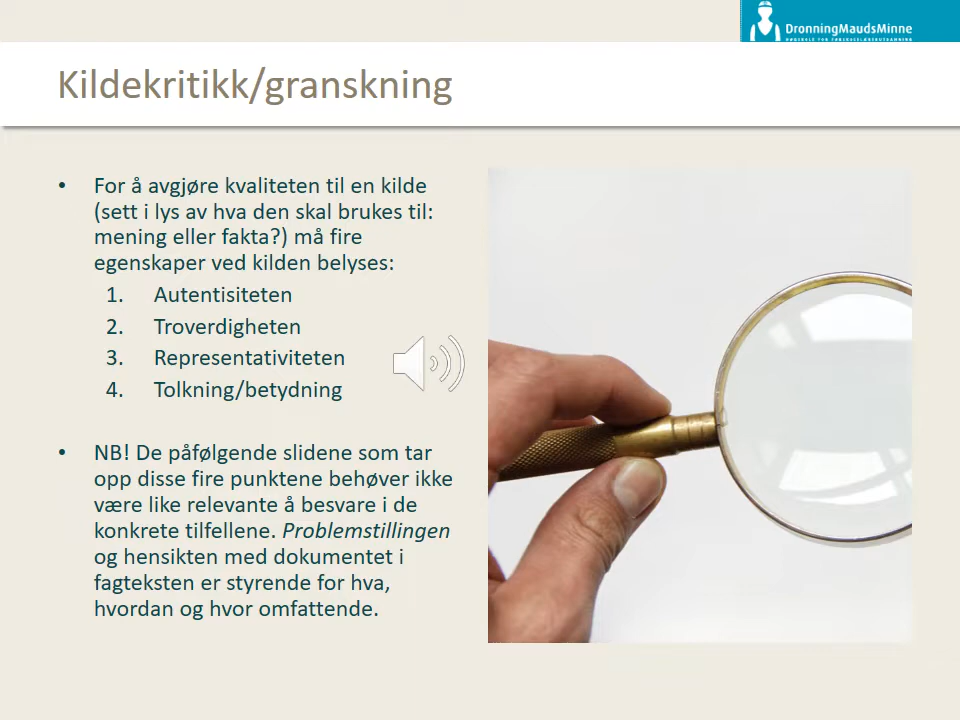 DronningMaudsMinne
HØGSKOLE FOR BARNEHAGELÆRERUTDANNING
Kildekritikk/granskning
• For å avgjøre kvaliteten til en kilde
(sett i lys av hva den skal brukes til:
mening eller fakta?) må fire
egenskaper ved kilden belyses:
1. Autentisiteten
2. Troverdigheten
3. Representativiteten
4. Tolkning/betydning
• NB! De påfølgende slidene som tar
opp disse fire punktene behøver ikke
være like relevante å besvare i de
konkrete tilfellene. Problemstillingen
og hensikten med dokumentet i
fagteksten er styrende for hva,
hvordan og hvor omfattende.